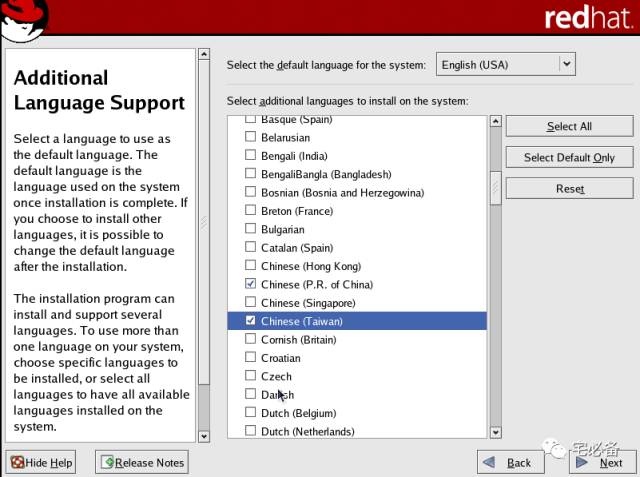 redhat.
Additional
Language Support
Select a language to use as
the default language. The
default language is the
language used on the system
once installation is complete. If
you choose to install other
languages, it is possible to
change the default language
after the installation.
The installation program can
install and support several
languages. To use more than
one language on your system,
choose specific languages to
be installed, or select all
languages to have all available
languages installed on the
system.
Select the default language for the system: English (USA)
Select additional languages to install on the system:
Basque (Spain)
Belarusian
Bengali (India)
BengaliBangla (Bangladesh)
Bosnian (Bosnia and Herzegowina)
Breton (France)
Bulgarian
Catalan (Spain)
Chinese (Hong Kong)
Chinese (P.R. of China)
Chinese (Singapore)
Chinese (Taiwan)
Cornish (Britain)
Croatian
Czech
Danish
Dutch (Belgium)
Dutch (Netherlands)
Select All
Select Default Only
Reset
Hide Help
Release Notes
Back
Next
宅必备